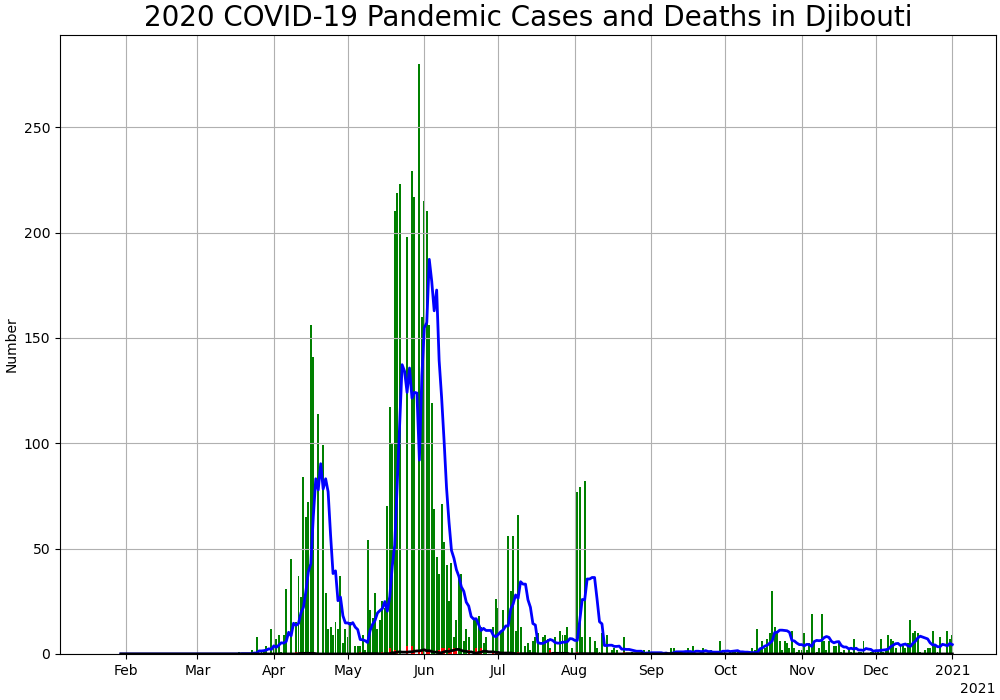 2020 COVID-19 Pandemic Cases and Deaths in Djibouti
Number
250
200
150
100
50
0
Feb Mar Apr May Jun Jul Aug Sep Oct Nov Dec 2021
2021